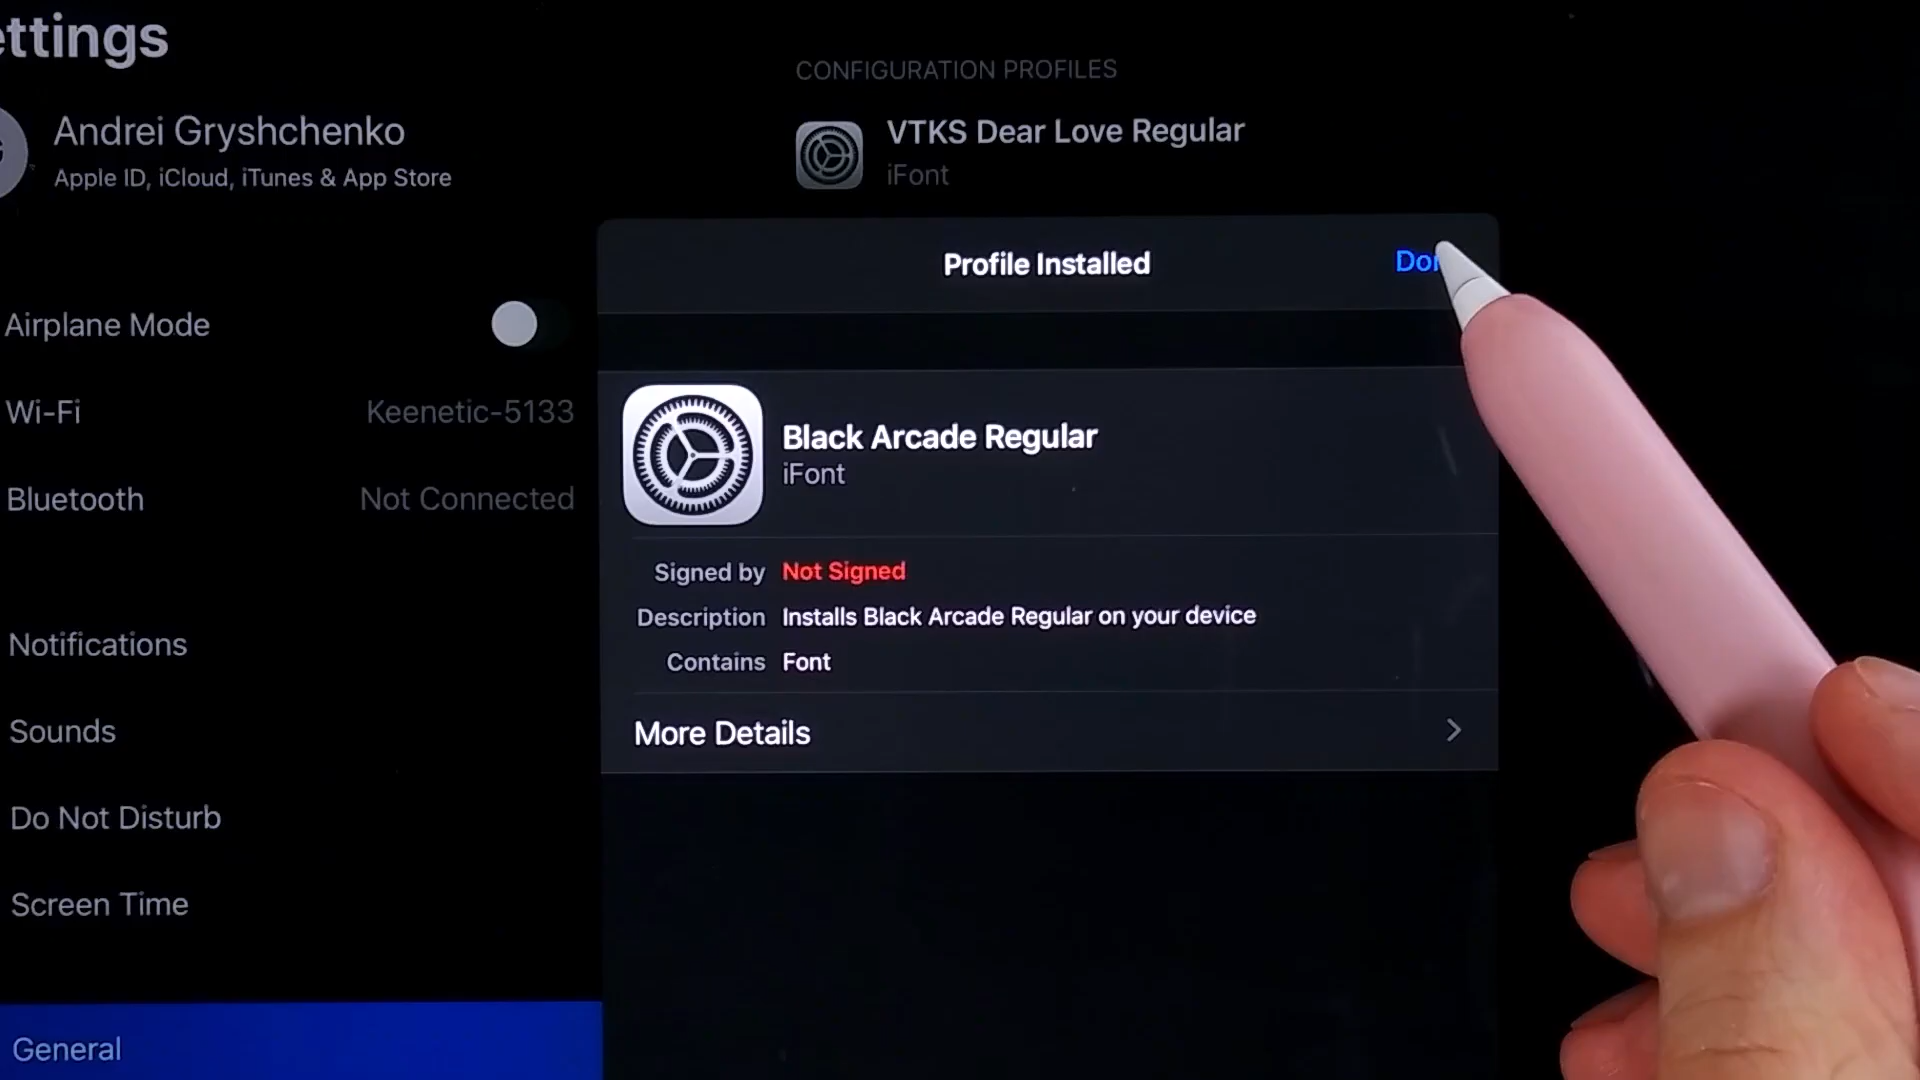 ettings
Andrei Gryshchenko
Apple ID, iCloud, iTunes & App Store
Airplane Mode
Wi-Fi Keenetic-5133
Bluetooth Not Connected
Notifications
Sounds
Do Not Disturb
Screen Time
General
CONFIGURATION PROFILES
VTKS Dear Love Regular
iFont
Profile Installed
Black Arcade Regular
iFont
Signed by Not Signed
Description Installs Black Arcade Regular on your device
Contains Font
More Details